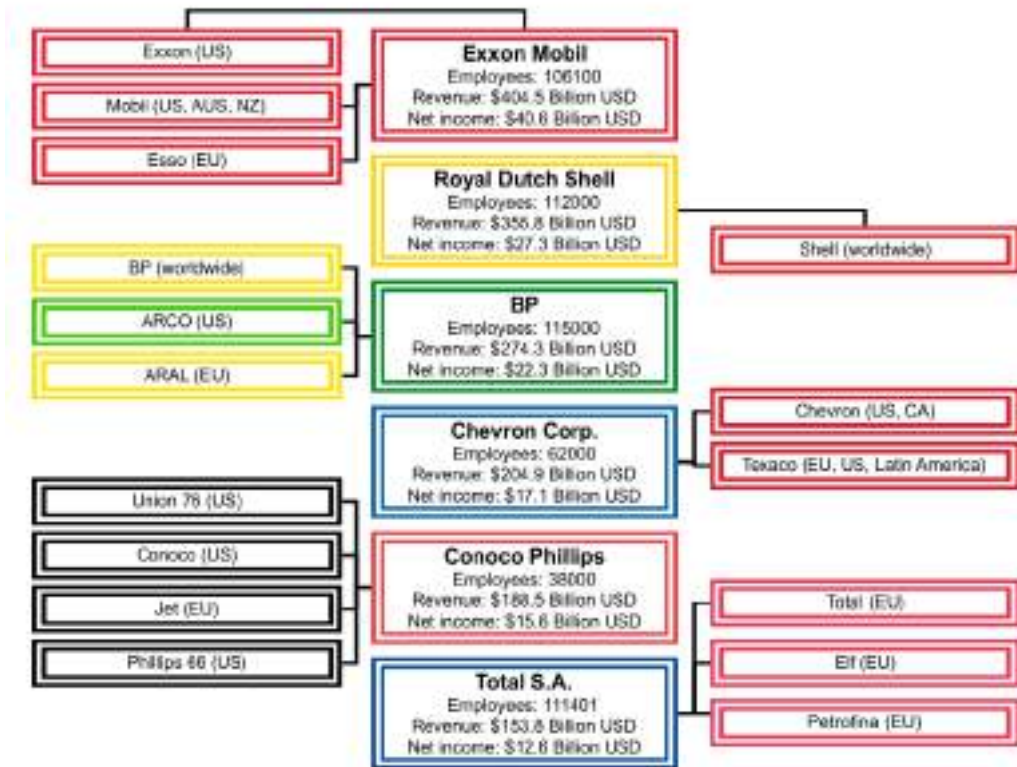 Exxon (US)
Mobil (US, AUS, NZ)
Esso (EU)
Exxon Mobil
Employees: 106100
Revenue: $404.5 Billion USD
Net income: $40.6 Billion USD
Royal Dutch Shell
Employees: 112000
Revenue: $355.8 Billion USD
Net income: $27.3 Billion USD
Shell (worldwide)
BP (worldwide)
ARCO (US)
ARAL (EU)
BP
Employees: 115000
Revenue: $274.3 Billion USD
Net income: $22.3 Billion USD
Chevron Corp.
Employees: 62000
Revenue: $204.9 Billion USD
Net income: $17.1 Billion USD
Chevron (US, CA)
Texaco (EU, US, Latin America)
Union 76 (US)
Conoco (US)
Jet (EU)
Phillips 66 (US)
Conoco Phillips
Employees: 38000
Revenue: $188.5 Billion USD
Net income: $15.6 Billion USD
Total S.A.
Employees: 111401
Revenue: $153.8 Billion USD
Net income: $12.6 Billion USD
Total (EU)
Elf (EU)
Petrofina (EU)